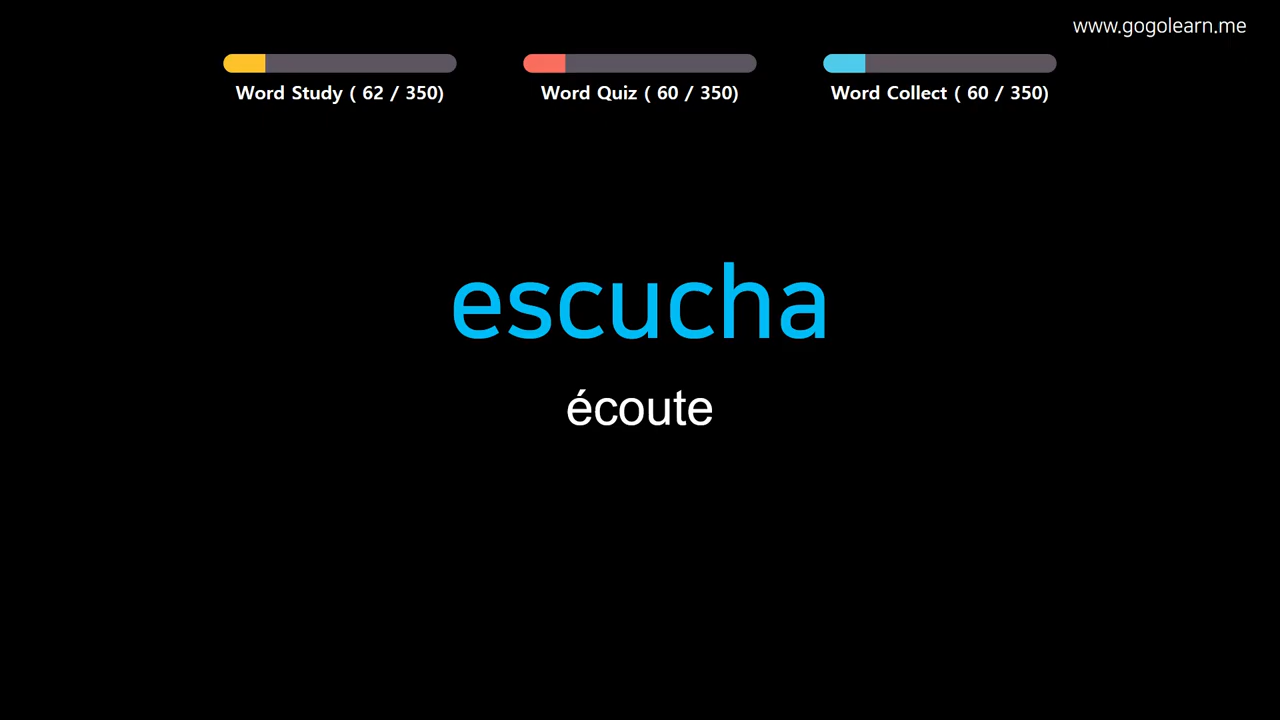 www.gogolearn.me
Word Study ( 62 / 350)
Word Quiz ( 60 / 350)
Word Collect ( 60 / 350)
escucha
écoute